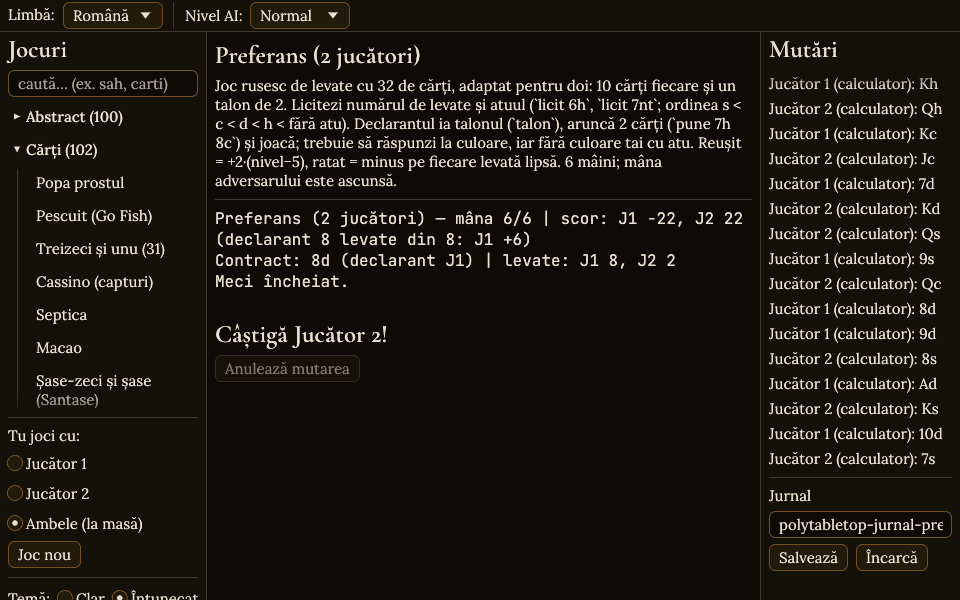 Limbă: Română ▼ Nivel AI: Normal ▼
Jocuri
caută... (ex. sah, carti)
▸ Abstract (100)
▾ Cărți (102)
Popa prostul
Pescuit (Go Fish)
Treizeci și unu (31)
Cassino (capturi)
Septica
Macao
Șase-zeci și șase
(Santase)
Tu joci cu:
Jucător 1
Jucător 2
Ambele (la masă)
Joc nou
Temă: Clar Întunecat
Preferans (2 jucători)
Joc rusesc de levate cu 32 de cărți, adaptat pentru doi: 10 cărți fiecare și un
talon de 2. Licitezi numărul de levate și atuul (`licit 6h`, `licit 7nt`; ordinea s <
c < d < h < fără atu). Declarantul ia talonul (`talon`), aruncă 2 cărți (`pune 7h
8c`) și joacă; trebuie să răspunzi la culoare, iar fără culoare tai cu atu. Reușit
= +2·(nivel−5), ratat = minus pe fiecare levată lipsă. 6 mâini; mâna
adversarului este ascunsă.
Preferans (2 jucători) — mâna 6/6 | scor: J1 -22, J2 22
(declarant 8 levate din 8: J1 +6)
Contract: 8d (declarant J1) | levate: J1 8, J2 2
Meci încheiat.
Câștigă Jucător 2!
Anulează mutarea
Mutări
Jucător 1 (calculator): Kh
Jucător 2 (calculator): Qh
Jucător 1 (calculator): Kc
Jucător 2 (calculator): Jc
Jucător 1 (calculator): 7d
Jucător 2 (calculator): Kd
Jucător 2 (calculator): Qs
Jucător 1 (calculator): 9s
Jucător 2 (calculator): Qc
Jucător 1 (calculator): 8d
Jucător 1 (calculator): 9d
Jucător 2 (calculator): 8s
Jucător 1 (calculator): Ad
Jucător 2 (calculator): Ks
Jucător 1 (calculator): 10d
Jucător 2 (calculator): 7s
Jurnal
polytabletop-jurnal-pre
Salvează Încarcă